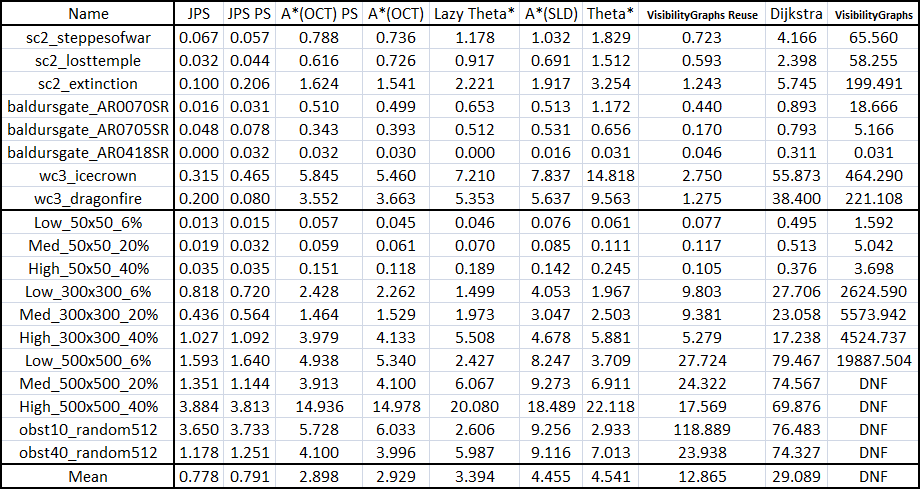 Name JPS JPS PS A*(OCT) PS A*(OCT) Lazy Theta* A*(SLD) Theta* VisibilityGraphs Reuse Dijkstra VisibilityGraphs
sc2_steppesofwar 0.067 0.057 0.788 0.736 1.178 1.032 1.829 0.723 4.166 65.560
sc2_losttemple 0.032 0.044 0.616 0.726 0.917 0.691 1.512 0.593 2.398 58.255
sc2_extinction 0.100 0.206 1.624 1.541 2.221 1.917 3.254 1.243 5.745 199.491
baldursgate_AR0070SR 0.016 0.031 0.510 0.499 0.653 0.513 1.172 0.440 0.893 18.666
baldursgate_AR0705SR 0.048 0.078 0.343 0.393 0.512 0.531 0.656 0.170 0.793 5.166
baldursgate_AR0418SR 0.000 0.032 0.032 0.030 0.000 0.016 0.031 0.046 0.311 0.031
wc3_icecrown 0.315 0.465 5.845 5.460 7.210 7.837 14.818 2.750 55.873 464.290
wc3_dragonfire 0.200 0.080 3.552 3.663 5.353 5.637 9.563 1.275 38.400 221.108
Low_50x50_6% 0.013 0.015 0.057 0.045 0.046 0.076 0.061 0.077 0.495 1.592
Med_50x50_20% 0.019 0.032 0.059 0.061 0.070 0.085 0.111 0.117 0.513 5.042
High_50x50_40% 0.035 0.035 0.151 0.118 0.189 0.142 0.245 0.105 0.376 3.698
Low_300x300_6% 0.818 0.720 2.428 2.262 1.499 4.053 1.967 9.803 27.706 2624.590
Med_300x300_20% 0.436 0.564 1.464 1.529 1.973 3.047 2.503 9.381 23.058 5573.942
High_300x300_40% 1.027 1.092 3.979 4.133 5.508 4.678 5.881 5.279 17.238 4524.737
Low_500x500_6% 1.593 1.640 4.938 5.340 2.427 8.247 3.709 27.724 79.467 19887.504
Med_500x500_20% 1.351 1.144 3.913 4.100 6.067 9.273 6.911 24.322 74.567 DNF
High_500x500_40% 3.884 3.813 14.936 14.978 20.080 18.489 22.118 17.569 69.876 DNF
obst10_random512 3.650 3.733 5.728 6.033 2.606 9.256 2.933 118.889 76.483 DNF
obst40_random512 1.178 1.251 4.100 3.996 5.987 9.116 7.013 23.938 74.327 DNF
Mean 0.778 0.791 2.898 2.929 3.394 4.455 4.541 12.865 29.089 DNF